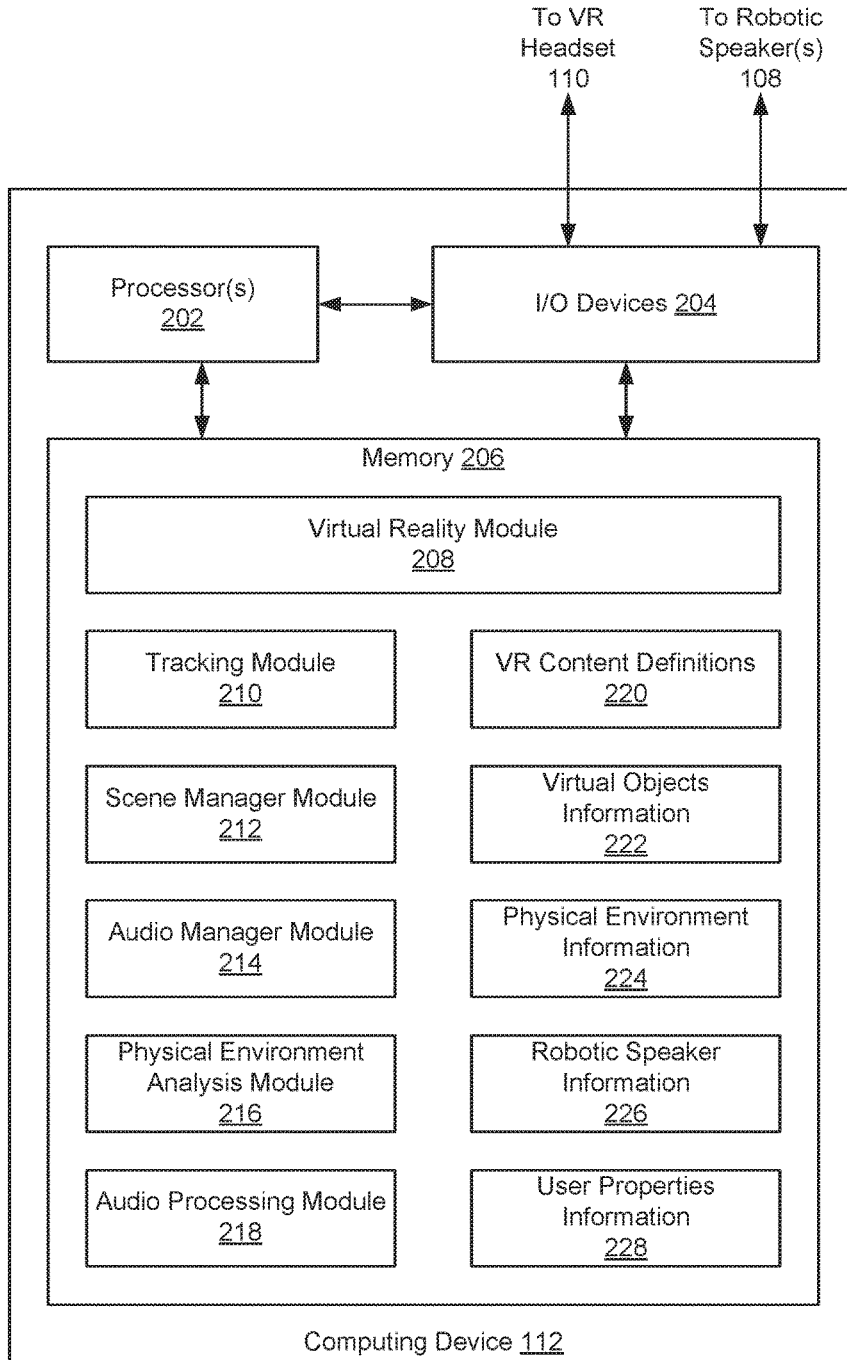 To VR
Headset
110
To Robotic
Speaker(s)
108
Processor(s)
202
I/O Devices 204
Memory 206
Virtual Reality Module
208
Tracking Module
210
VR Content Definitions
220
Scene Manager Module
212
Virtual Objects
Information
222
Audio Manager Module
214
Physical Environment
Information
224
Physical Environment
Analysis Module
216
Robotic Speaker
Information
226
Audio Processing Module
218
User Properties
Information
228
Computing Device 112